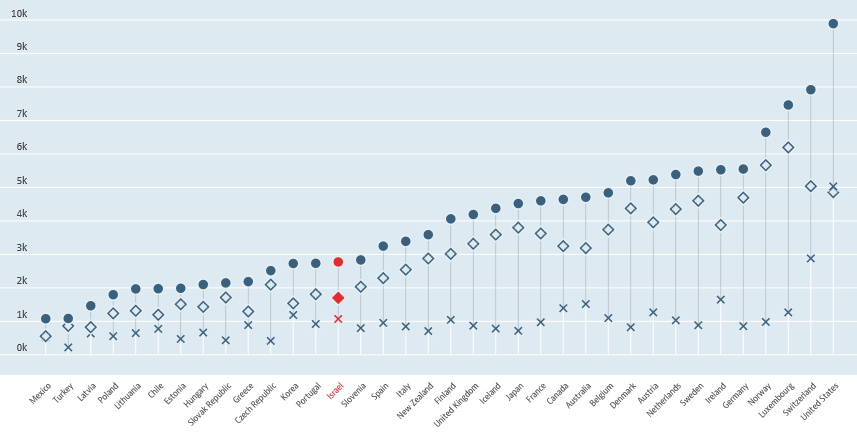 10k
9k
8k
7k
6k
5k
4k
3k
2k
1k
0k
Mexico
Turkey
Latvia
Poland
Lithuania
Chile
Estonia
Hungary
Slovak Republic
Greece
Czech Republic
Korea
Portugal
Israel
Slovenia
Spain
Italy
New Zealand
Finland
United Kingdom
Iceland
Japan
France
Canada
Australia
Belgium
Denmark
Austria
Netherlands
Sweden
Ireland
Germany
Norway
Luxembourg
Switzerland
United States